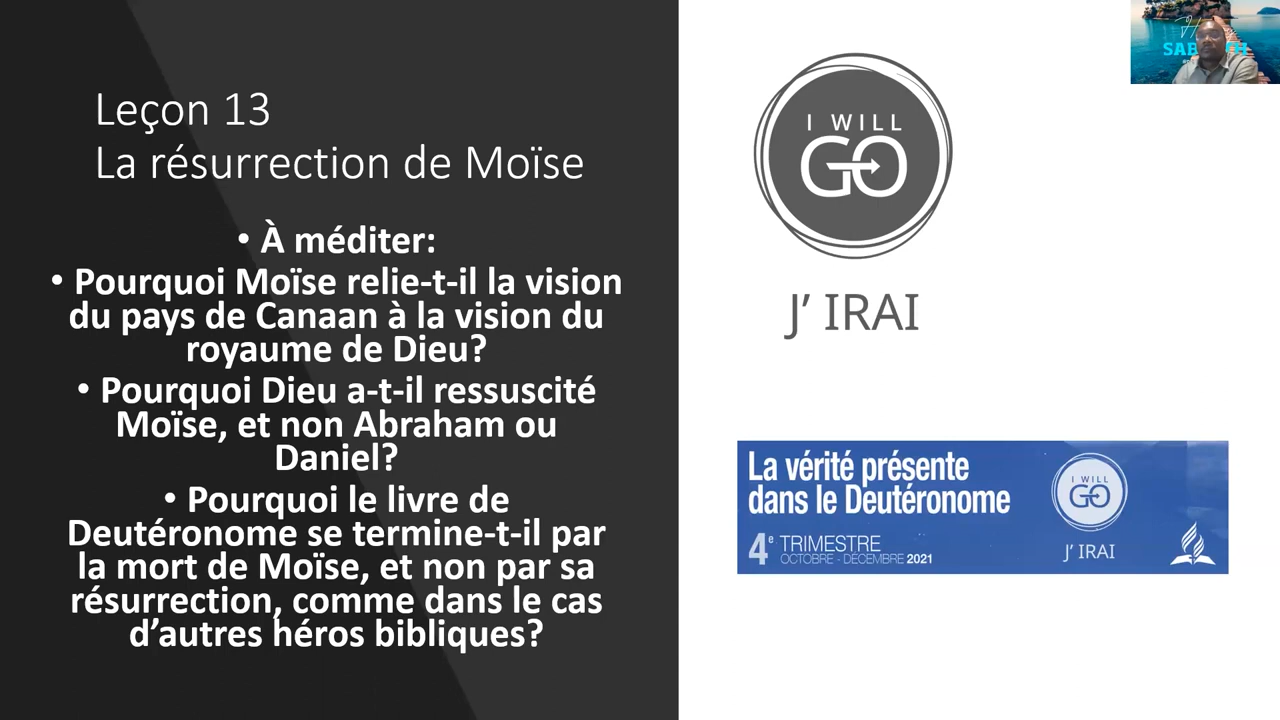 Leçon 13
La résurrection de Moïse
• À méditer:
• Pourquoi Moïse relie-t-il la vision
du pays de Canaan à la vision du
royaume de Dieu?
• Pourquoi Dieu a-t-il ressuscité
Moïse, et non Abraham ou
Daniel?
• Pourquoi le livre de
Deutéronome se termine-t-il par
la mort de Moïse, et non par sa
résurrection, comme dans le cas
d’autres héros bibliques?
I WILL
GO
J’ IRAI
La vérité présente
dans le Deutéronome
4e TRIMESTRE
OCTOBRE - DÉCEMBRE 2021
I WILL
GO
J’ IRAI